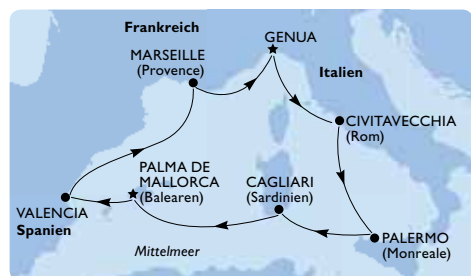 Frankreich
GENUA
MARSEILLE
(Provence)
Italien
CIVITAVECCHIA
(Rom)
PALMA DE
MALLORCA
(Balearen)
CAGLIARI
(Sardinien)
VALENCIA
Spanien
PALERMO
(Monreale)
Mittelmeer